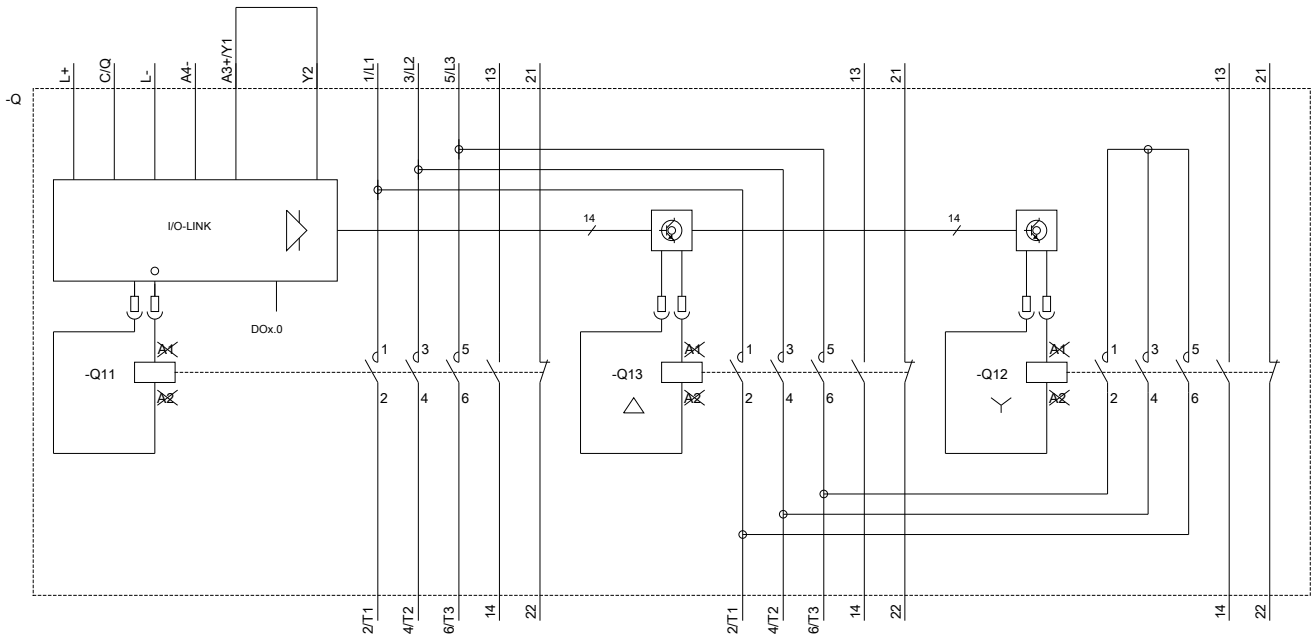 L+
C/Q
L-
A4-
A3+/Y1
Y2
1/L1
3/L2
5/L3
13
21
13
21
13
21
-Q
I/O-LINK
14
14
DOx.0
-Q11
A1
A2
1
3
5
2
4
6
-Q13
A1
A2
1
3
5
2
4
6
-Q12
A1
A2
1
3
5
2
4
6
2/T1
4/T2
6/T3
14
22
2/T1
4/T2
6/T3
14
22
14
22